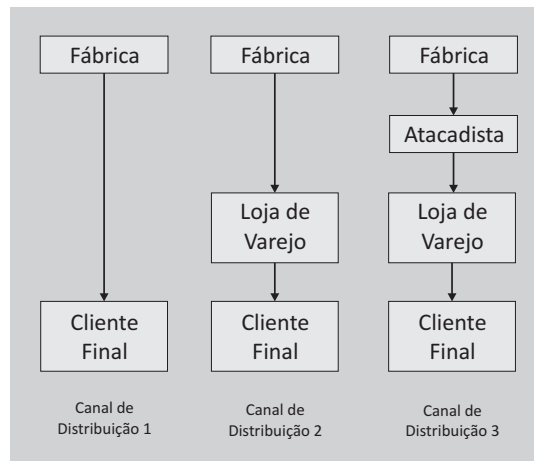 Fábrica
Fábrica
Fábrica
Atacadista
Loja de
Varejo
Loja de
Varejo
Cliente
Final
Cliente
Final
Cliente
Final
Canal de
Distribuição 1
Canal de
Distribuição 2
Canal de
Distribuição 3